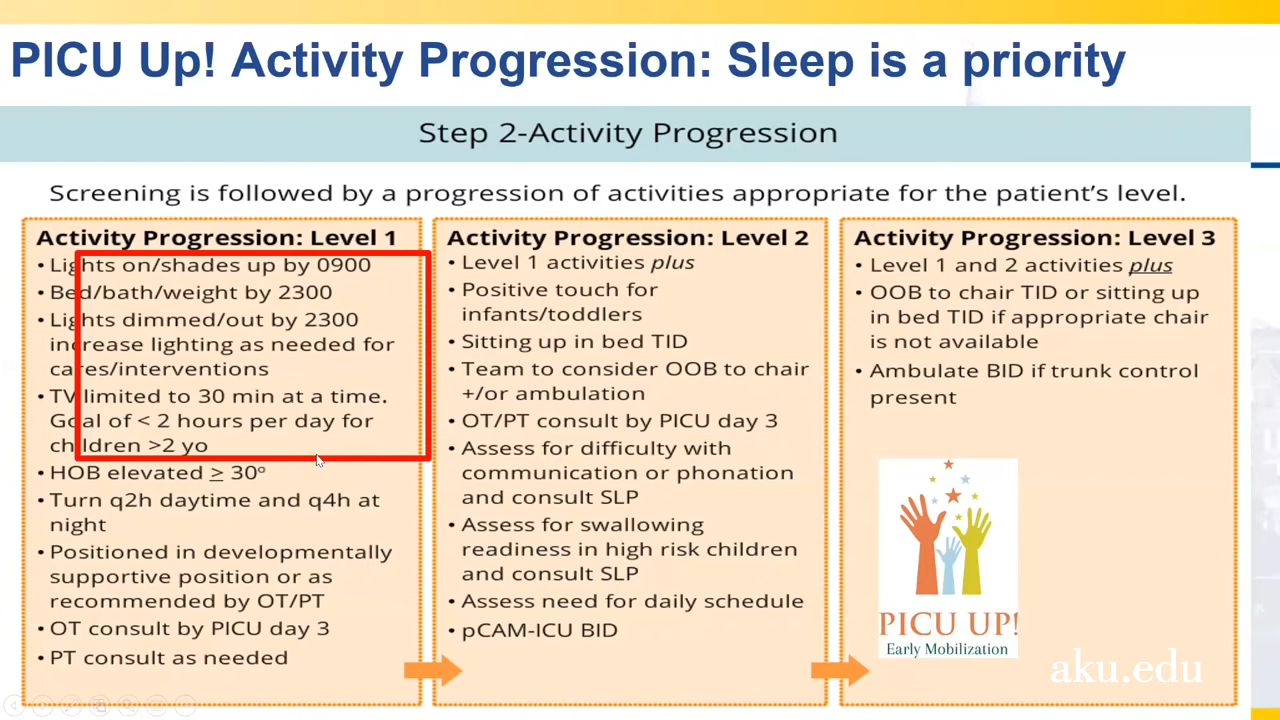 PICU Up! Activity Progression: Sleep is a priority
Step 2-Activity Progression
Screening is followed by a progression of activities appropriate for the patient's level.
Activity Progression: Level 1
• Lights on/shades up by 0900
• Bed/bath/weight by 2300
• Lights dimmed/out by 2300
increase lighting as needed for
cares/interventions
• TV limited to 30 min at a time.
Goal of < 2 hours per day for
children >2 yo
• HOB elevated ≥ 30°
• Turn q2h daytime and q4h at
night
• Positioned in developmentally
supportive position or as
recommended by OT/PT
• OT consult by PICU day 3
• PT consult as needed
Activity Progression: Level 2
• Level 1 activities plus
• Positive touch for
infants/toddlers
• Sitting up in bed TID
• Team to consider OOB to chair
+/or ambulation
• OT/PT consult by PICU day 3
• Assess for difficulty with
communication or phonation
and consult SLP
• Assess for swallowing
readiness in high risk children
and consult SLP
• Assess need for daily schedule
• pCAM-ICU BID
Activity Progression: Level 3
• Level 1 and 2 activities plus
• OOB to chair TID or sitting up
in bed TID if appropriate chair
is not available
• Ambulate BID if trunk control
present
PICU UP!
Early Mobilization
aku.edu